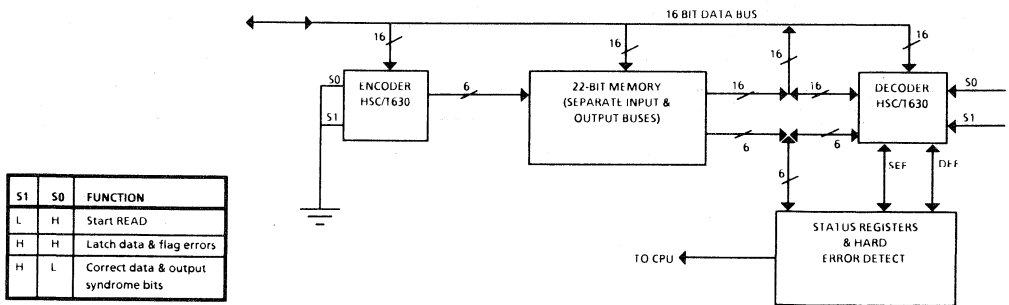 16 BIT DATA BUS
16
16
16
16
S0
S1
ENCODER
HSC/1630
6
22-BIT MEMORY
(SEPARATE INPUT &
OUTPUT BUSES)
16
16
6
6
DECODER
HSC/1630
S0
S1
6
SEF
DEF
STATUS REGISTERS
& HARD
ERROR DETECT
TO CPU
S1 S0 FUNCTION
L H Start READ
H H Latch data & flag errors
H L Correct data & output
syndrome bits